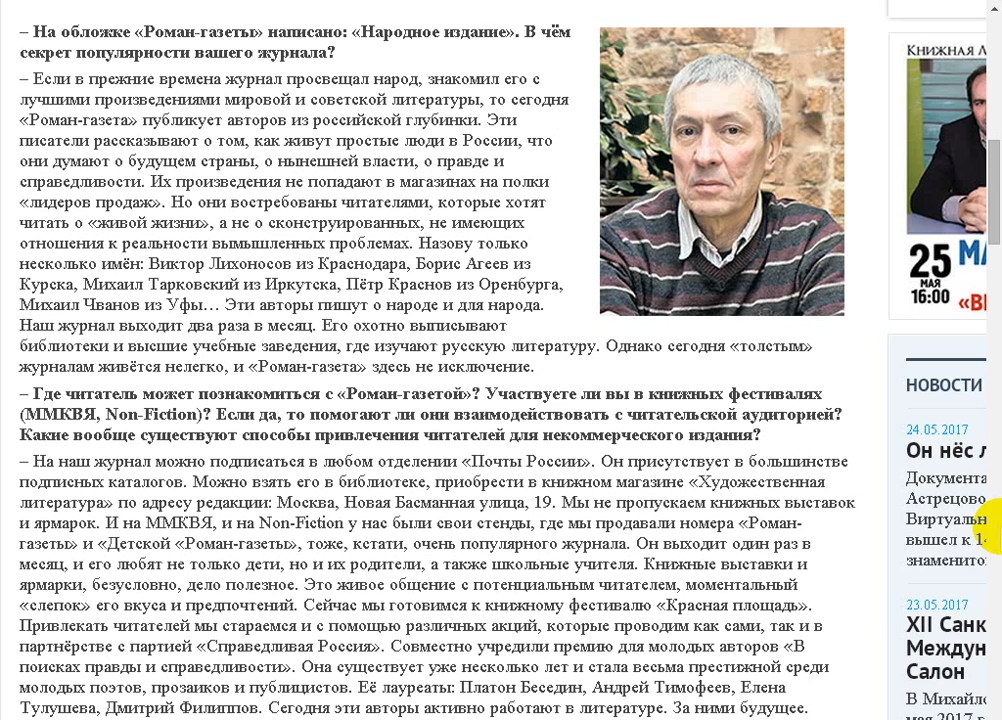 – На обложке «Роман-газеты» написано: «Народное издание». В чём
секрет популярности вашего журнала?
– Если в прежние времена журнал просвещал народ, знакомил его с
лучшими произведениями мировой и советской литературы, то сегодня
«Роман-газета» публикует авторов из российской глубинки. Эти
писатели рассказывают о том, как живут простые люди в России, что
они думают о будущем страны, о нынешней власти, о правде и
справедливости. Их произведения не попадают в магазинах на полки
«лидеров продаж». Но они востребованы читателями, которые хотят
читать о «живой жизни», а не о сконструированных, не имеющих
отношения к реальности вымышленных проблемах. Назову только
несколько имён: Виктор Лихоносов из Краснодара, Борис Агеев из
Курска, Михаил Тарковский из Иркутска, Пётр Краснов из Оренбурга,
Михаил Чванов из Уфы… Эти авторы пишут о народе и для народа.
Наш журнал выходит два раза в месяц. Его охотно выписывают
библиотеки и высшие учебные заведения, где изучают русскую литературу. Однако сегодня «толстым»
журналам живётся нелегко, и «Роман-газета» здесь не исключение.
– Где читатель может познакомиться с «Роман-газетой»? Участвуете ли вы в книжных фестивалях
(ММКВЯ, Non-Fiction)? Если да, то помогают ли они взаимодействовать с читательской аудиторией?
Какие вообще существуют способы привлечения читателей для некоммерческого издания?
– На наш журнал можно подписаться в любом отделении «Почты России». Он присутствует в большинстве
подписных каталогов. Можно взять его в библиотеке, приобрести в книжном магазине «Художественная
литература» по адресу редакции: Москва, Новая Басманная улица, 19. Мы не пропускаем книжных выставок
и ярмарок. И на ММКВЯ, и на Non-Fiction у нас были свои стенды, где мы продавали номера «Роман-
газеты» и «Детской «Роман-газеты», тоже, кстати, очень популярного журнала. Он выходит один раз в
месяц, и его любят не только дети, но и их родители, а также школьные учителя. Книжные выставки и
ярмарки, безусловно, дело полезное. Это живое общение с потенциальным читателем, моментальный
«слепок» его вкуса и предпочтений. Сейчас мы готовимся к книжному фестивалю «Красная площадь».
Привлекать читателей мы стараемся и с помощью различных акций, которые проводим как сами, так и в
партнёрстве с партией «Справедливая Россия». Совместно учредили премию для молодых авторов «В
поисках правды и справедливости». Она существует уже несколько лет и стала весьма престижной среди
молодых поэтов, прозаиков и публицистов. Её лауреаты: Платон Беседин, Андрей Тимофеев, Елена
Тулушева, Дмитрий Филиппов. Сегодня эти авторы активно работают в литературе. За ними будущее.
Книжная Л
25
МАЯ
16:00
МА
«ВЕ
НОВОСТИ
24.05.2017
Он нёс л
Документа
Астрецово
Виртуальн
вышел к 14
знаменито
23.05.2017
XII Санк
Междун
Салон
В Михайло
мая 2017 г